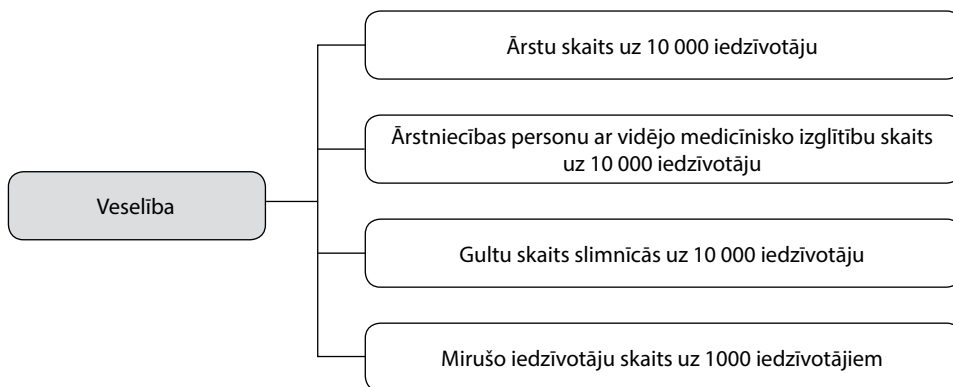 Ārstu skaits uz 10 000 iedzīvotāju
Ārstniecības personu ar vidējo medicīnisko izglītību skaits
uz 10 000 iedzīvotāju
Veselība
Gultu skaits slimnīcās uz 10 000 iedzīvotāju
Mirušo iedzīvotāju skaits uz 1000 iedzīvotājiem